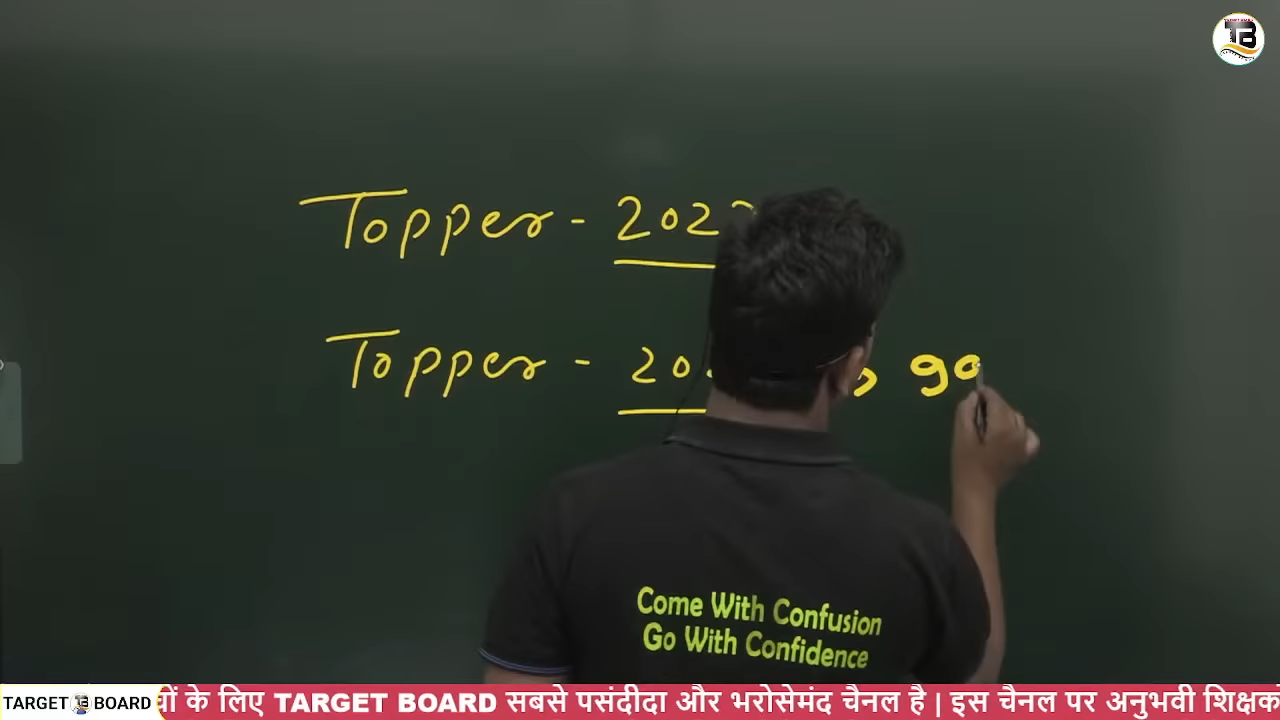 TB
Topper - 202
Topper - 20 , 90
Come With Confusion
Go With Confidence
TARGET BOARD
के लिए TARGET BOARD सबसे पसंदीदा और भरोसेमंद चैनल है | इस चैनल पर अनुभवी शिक्षक